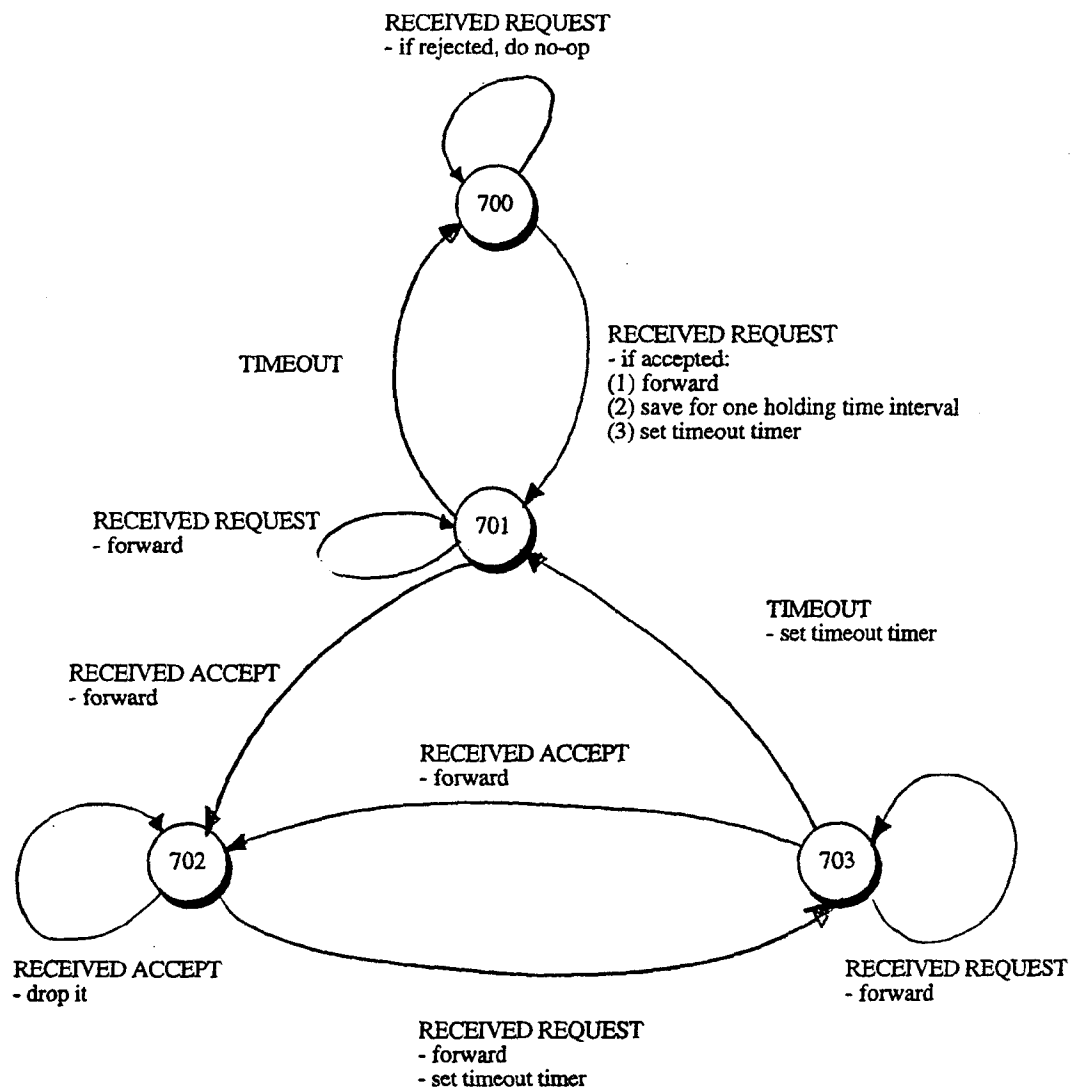 RECEIVED REQUEST
- if rejected, do no-op
700
RECEIVED REQUEST
- if accepted:
(1) forward
(2) save for one holding time interval
(3) set timeout timer
TIMEOUT
RECEIVED REQUEST
- forward
701
TIMEOUT
- set timeout timer
RECEIVED ACCEPT
- forward
RECEIVED ACCEPT
- forward
702
703
RECEIVED ACCEPT
- drop it
RECEIVED REQUEST
- forward
RECEIVED REQUEST
- forward
- set timeout timer